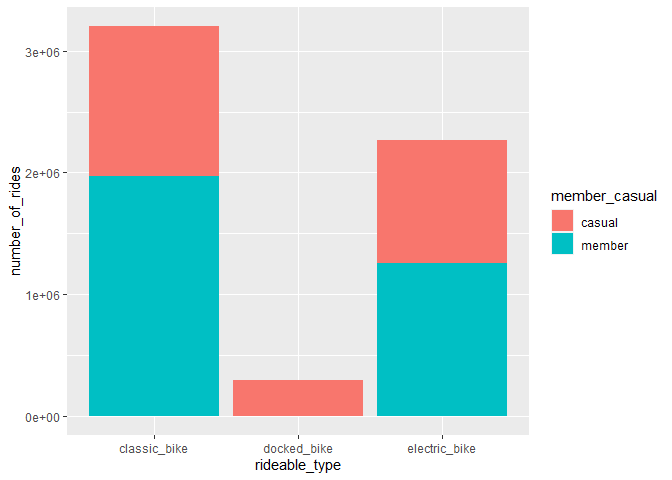 number_of_rides
3e+06
2e+06
1e+06
0e+00
classic_bike
docked_bike
electric_bike
rideable_type
member_casual
casual
member